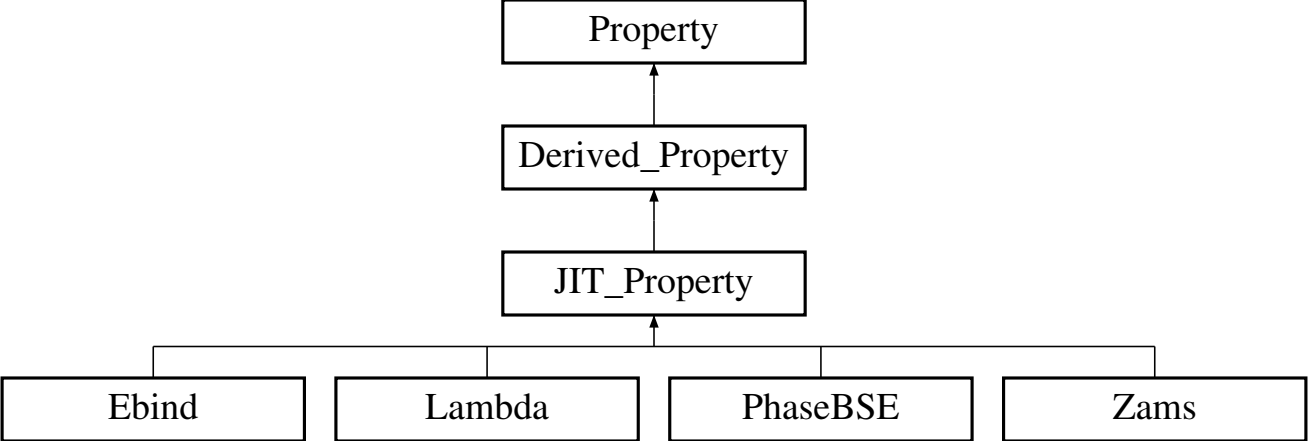 Property
Derived_Property
JIT_Property
Ebind
Lambda
PhaseBSE
Zams